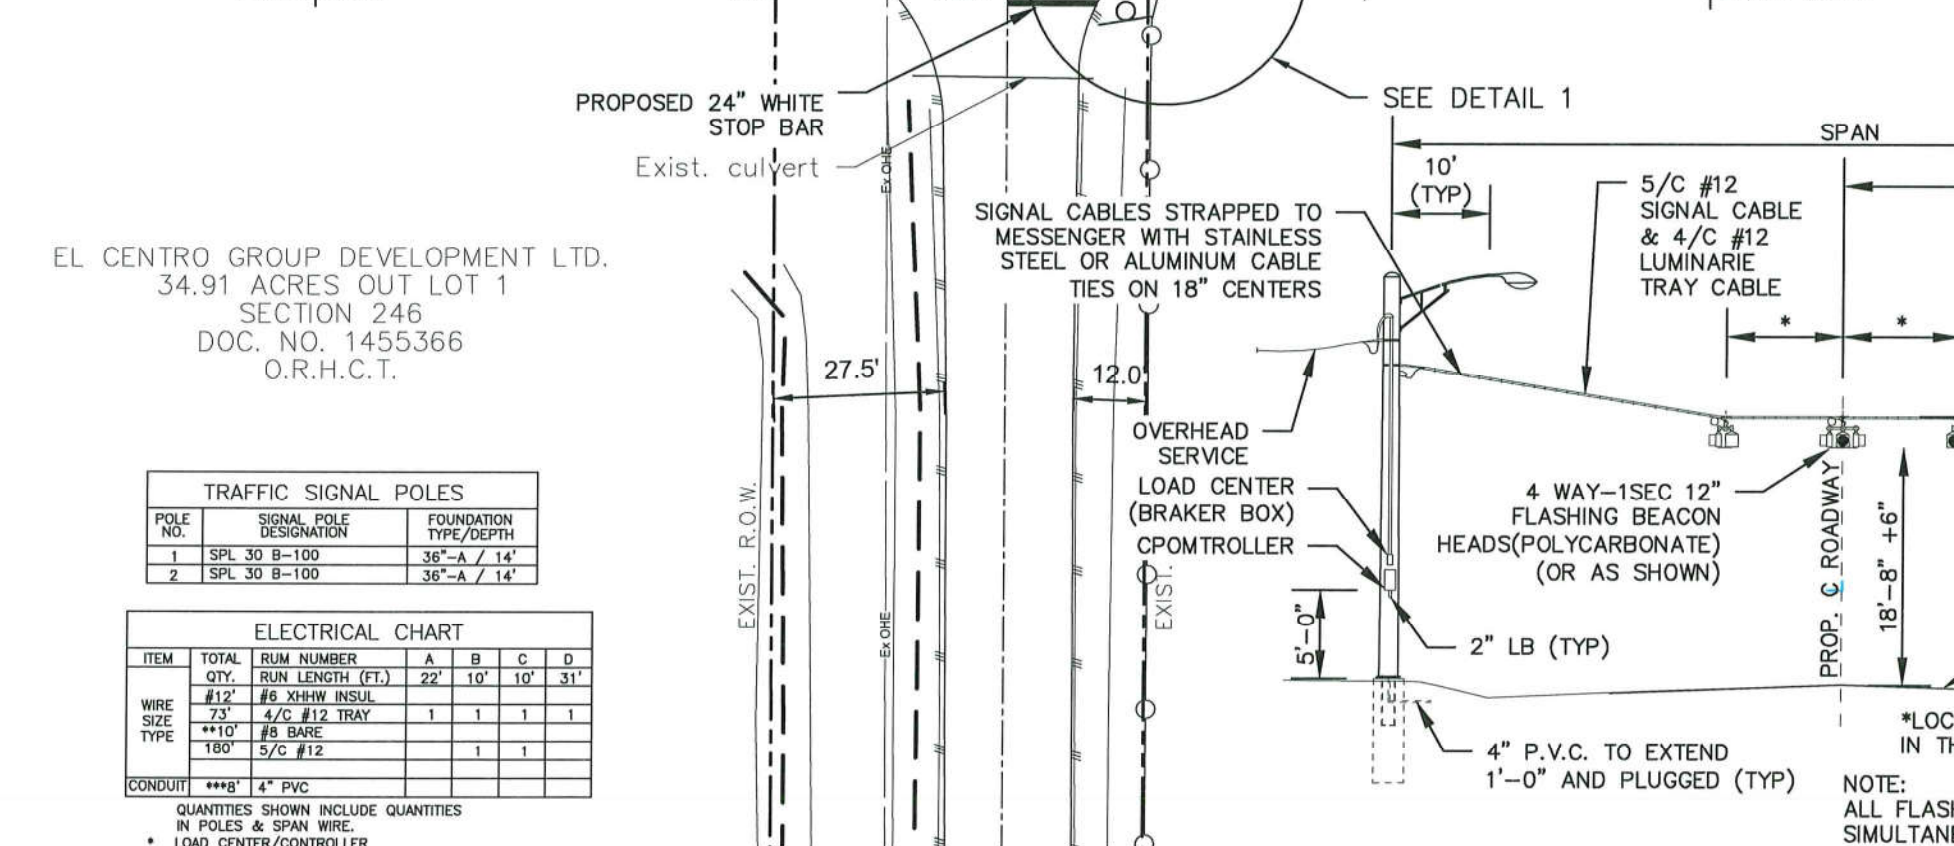 PROPOSED 24" WHITE
STOP BAR
Exist. culvert
SEE DETAIL 1
EL CENTRO GROUP DEVELOPMENT LTD.
34.91 ACRES OUT LOT 1
SECTION 246
DOC. NO. 1455366
O.R.H.C.T.
Ex OHE
27.5'
12.0'
EXIST. R.O.W.
Ex OHE
EXIST.
SPAN
10'
(TYP)
SIGNAL CABLES STRAPPED TO
MESSENGER WITH STAINLESS
STEEL OR ALUMINUM CABLE
TIES ON 18" CENTERS
5/C #12
SIGNAL CABLE
& 4/C #12
LUMINARIE
TRAY CABLE
* *
OVERHEAD
SERVICE
LOAD CENTER
(BRAKER BOX)
CPOMTROLLER
4 WAY-1SEC 12"
FLASHING BEACON
HEADS(POLYCARBONATE)
(OR AS SHOWN)
PROP. ℄ ROADWAY
18'-8" +6"
5'-0"
2" LB (TYP)
4" P.V.C. TO EXTEND
1'-0" AND PLUGGED (TYP)
*LOC
IN TH
NOTE:
ALL FLASH
SIMULTANE
TRAFFIC SIGNAL POLES
POLE NO. SIGNAL POLE DESIGNATION FOUNDATION TYPE/DEPTH
1 SPL 30 B-100 36"-A / 14'
2 SPL 30 B-100 36"-A / 14'
ELECTRICAL CHART
ITEM TOTAL RUM NUMBER A B C D
QTY. RUN LENGTH (FT.) 22' 10' 10' 31'
WIRE SIZE TYPE
#12' #6 XHHW INSUL
73' 4/C #12 TRAY 1 1 1 1
**10' #8 BARE
180' 5/C #12 1 1
CONDUIT ***8' 4" PVC
QUANTITIES SHOWN INCLUDE QUANTITIES
IN POLES & SPAN WIRE.
* LOAD CENTER/CONTROLLER